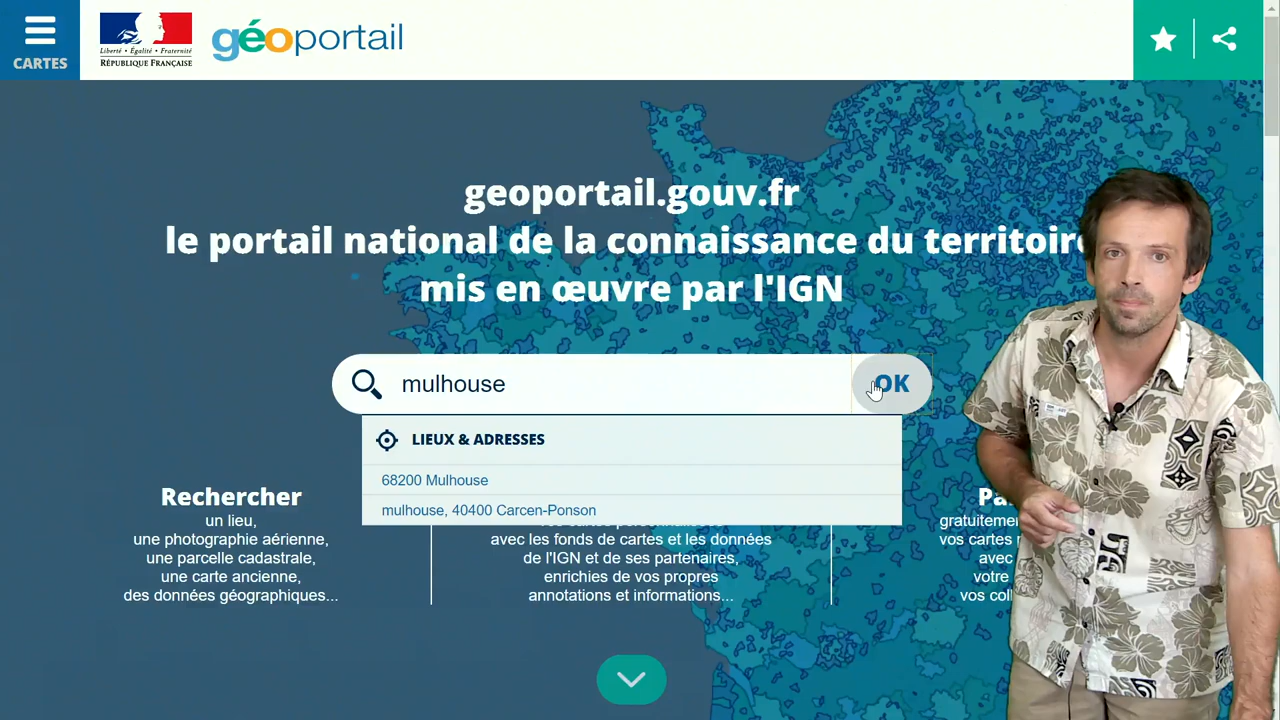 CARTES
Liberté • Égalité • Fraternité
RÉPUBLIQUE FRANÇAISE
géoportail
geoportail.gouv.fr
le portail national de la connaissance du territoire
mis en œuvre par l'IGN
mulhouse
OK
LIEUX & ADRESSES
68200 Mulhouse
mulhouse, 40400 Carcen-Ponson
Rechercher
un lieu,
une photographie aérienne,
une parcelle cadastrale,
une carte ancienne,
des données géographiques...
avec les fonds de cartes et les données
de l'IGN et de ses partenaires,
enrichies de vos propres
annotations et informations...
gratuitement
vos cartes
avec
votre
vos